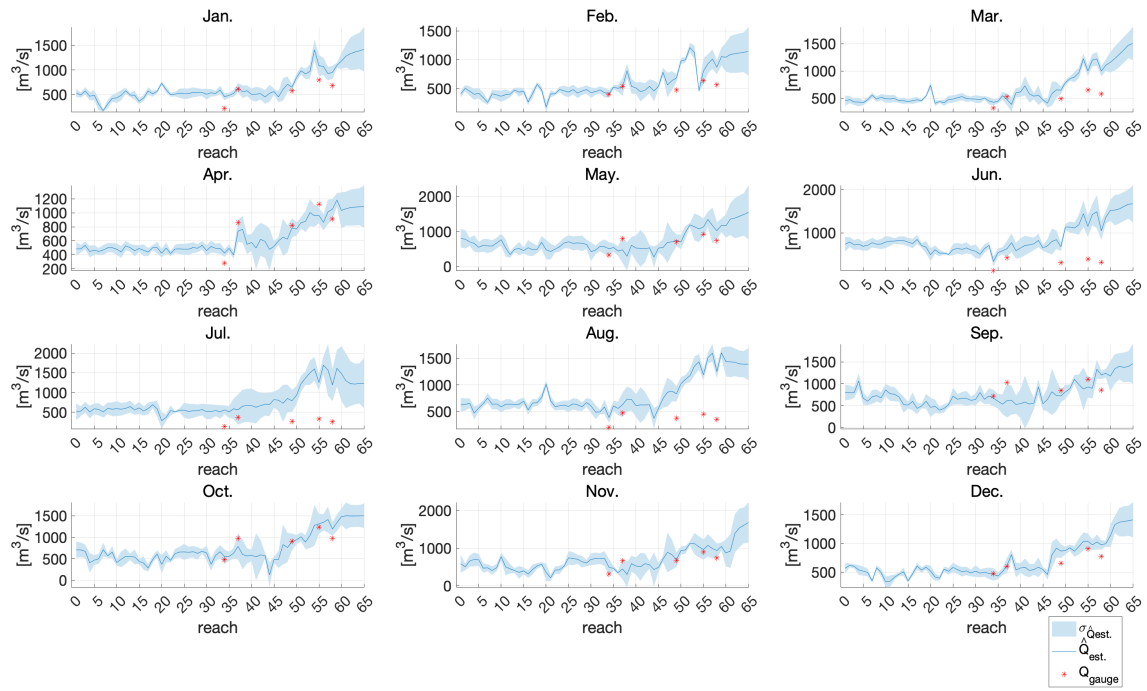 Jan. Feb. Mar.
1500 1500 1500
1000 1000 1000
500 500 500
[m³/s] [m³/s] [m³/s]
0 5 10 15 20 25 30 35 40 45 50 55 60 65 0 5 10 15 20 25 30 35 40 45 50 55 60 65 0 5 10 15 20 25 30 35 40 45 50 55 60 65
reach reach reach
Apr. May. Jun.
1200 2000 2000
1000 1000 1000
800 0
600
400
200
[m³/s] [m³/s] [m³/s]
0 5 10 15 20 25 30 35 40 45 50 55 60 65 0 5 10 15 20 25 30 35 40 45 50 55 60 65 0 5 10 15 20 25 30 35 40 45 50 55 60 65
reach reach reach
Jul. Aug. Sep.
2000 1500 1500
1500 1000 1000
1000 500 500
500 0
[m³/s] [m³/s] [m³/s]
0 5 10 15 20 25 30 35 40 45 50 55 60 65 0 5 10 15 20 25 30 35 40 45 50 55 60 65 0 5 10 15 20 25 30 35 40 45 50 55 60 65
reach reach reach
Oct. Nov. Dec.
1500 2000 1500
1000 1000 1000
500 0 500
0
[m³/s] [m³/s] [m³/s]
0 5 10 15 20 25 30 35 40 45 50 55 60 65 0 5 10 15 20 25 30 35 40 45 50 55 60 65 0 5 10 15 20 25 30 35 40 45 50 55 60 65
reach reach reach
σQ̂est.
Q̂est.
Qgauge